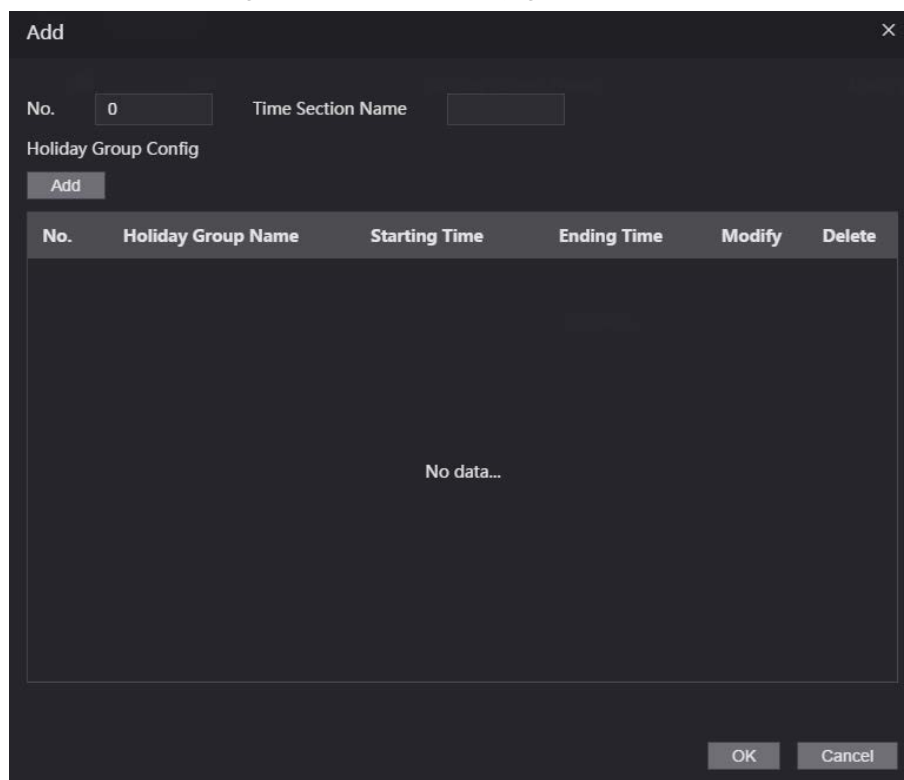 Add ×
No. 0 Time Section Name
Holiday Group Config
Add
No. Holiday Group Name Starting Time Ending Time Modify Delete
No data...
OK Cancel